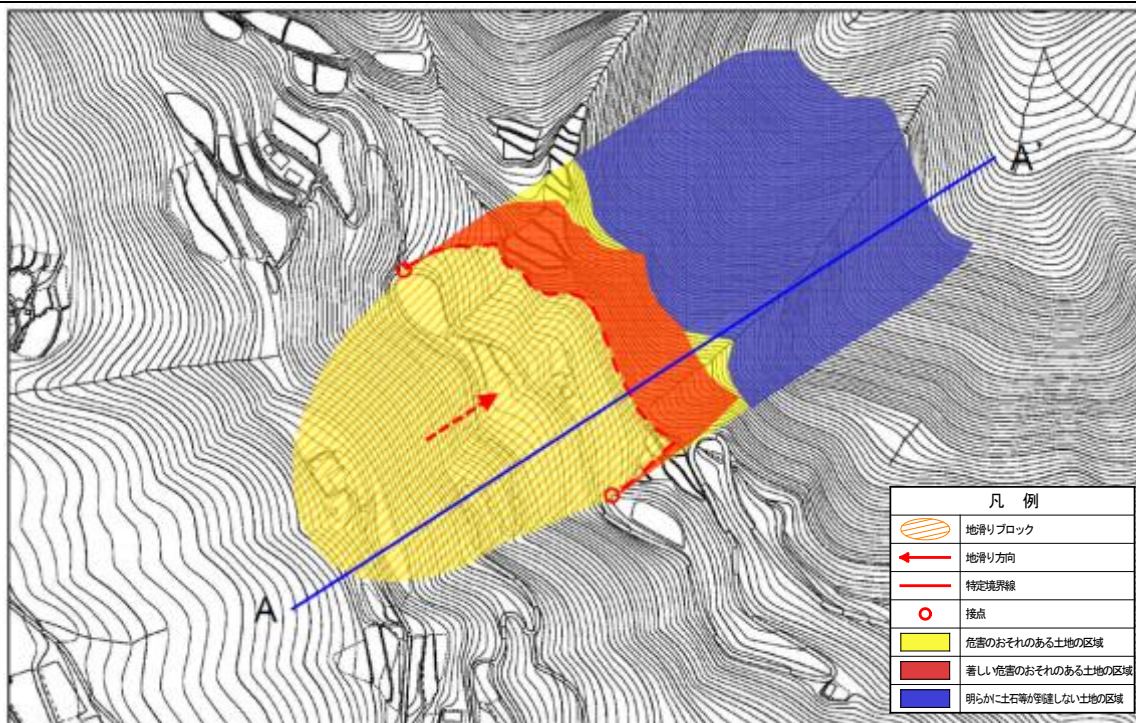 A'
A
凡 例
地滑りブロック
地滑り方向
特定境界線
接点
危害のおそれのある土地の区域
著しい危害のおそれのある土地の区域
明らかに土石等が到達しない土地の区域